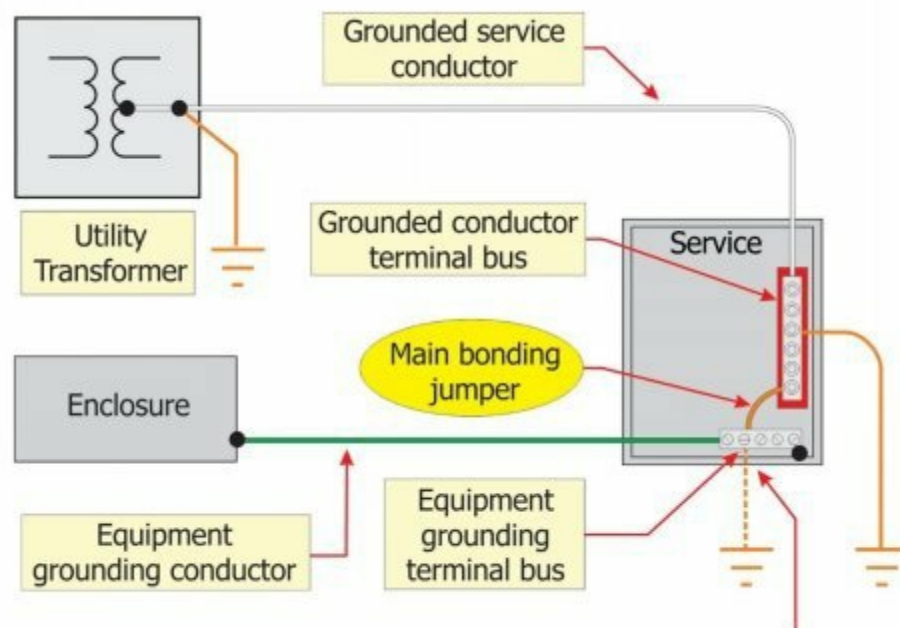 Grounded service
conductor
Utility
Transformer
Grounded conductor
terminal bus
Service
Main bonding
jumper
Enclosure
Equipment
grounding conductor
Equipment
grounding
terminal bus